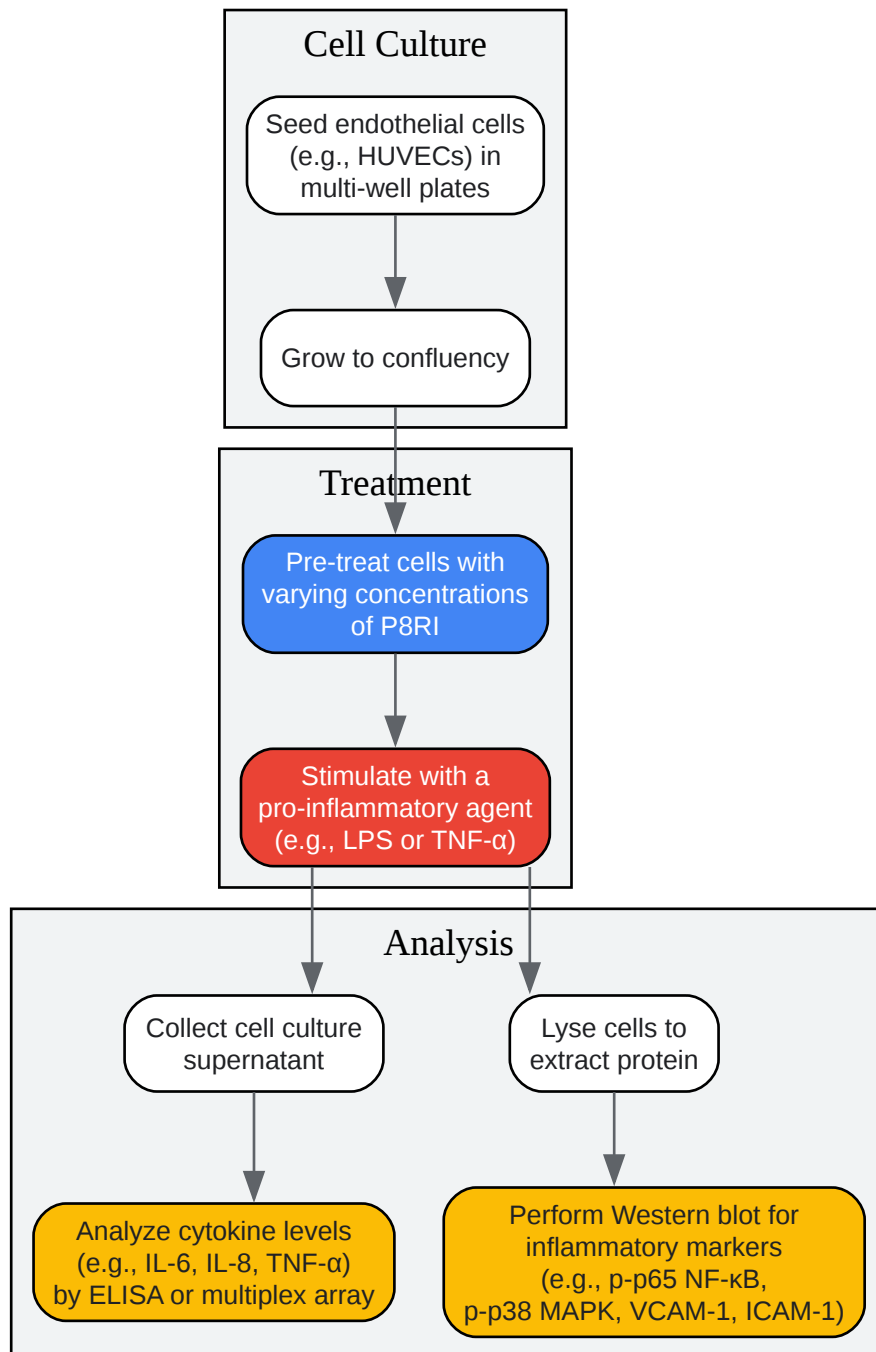 Cell Culture
Seed endothelial cells
(e.g., HUVECs) in
multi-well plates
Grow to confluency
Treatment
Pre-treat cells with
varying concentrations
of P8RI
Stimulate with a
pro-inflammatory agent
(e.g., LPS or TNF-α)
Analysis
Collect cell culture
supernatant
Lyse cells to
extract protein
Analyze cytokine levels
(e.g., IL-6, IL-8, TNF-α)
by ELISA or multiplex array
Perform Western blot for
inflammatory markers
(e.g., p-p65 NF-κB,
p-p38 MAPK, VCAM-1, ICAM-1)